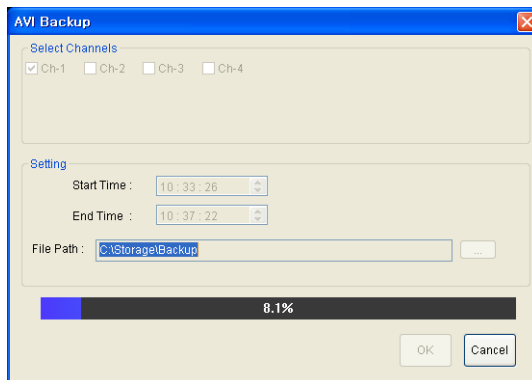 AVI Backup
Select Channels
Ch-1 Ch-2 Ch-3 Ch-4
Setting
Start Time : 10 : 33 : 26
End Time : 10 : 37 : 22
File Path : C:\Storage\Backup ...
8.1%
OK Cancel